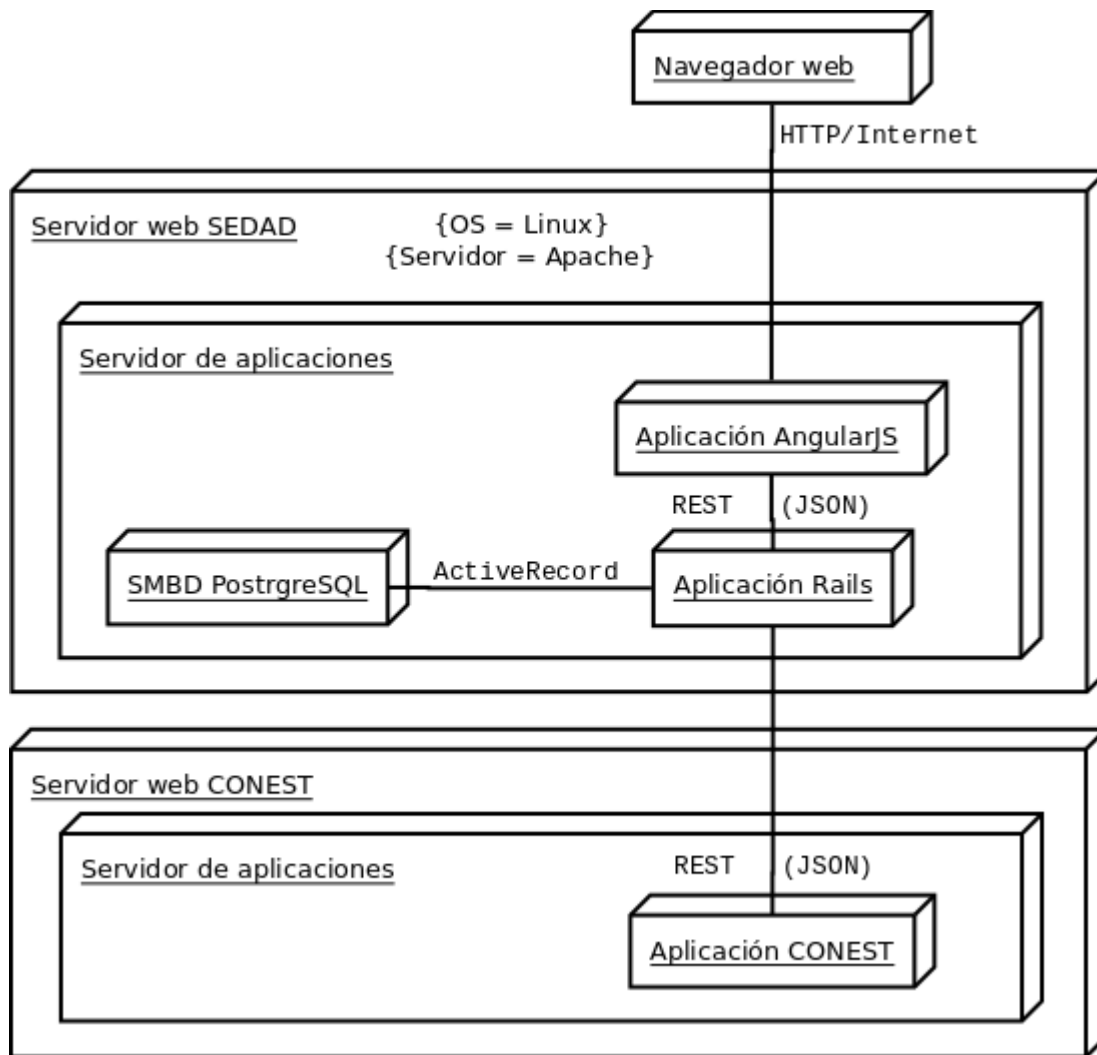 Navegador web
HTTP/Internet
Servidor web SEDAD
{OS = Linux}
{Servidor = Apache}
Servidor de aplicaciones
Aplicación AngularJS
REST (JSON)
SMBD PostrgreSQL
ActiveRecord
Aplicación Rails
Servidor web CONEST
Servidor de aplicaciones
REST (JSON)
Aplicación CONEST